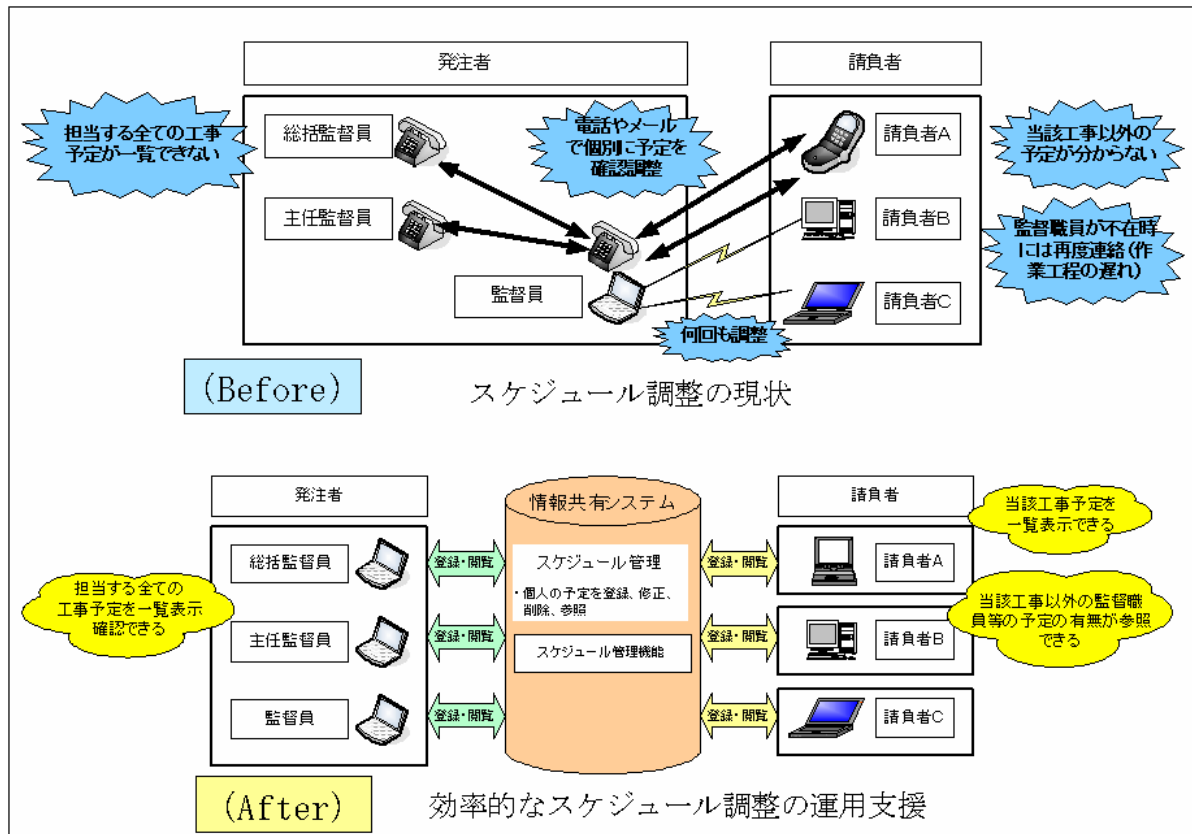 発注者
請負者
担当する全ての工事
予定が一覧できない
総括監督員
電話やメール
で個別に予定を
確認調整
請負者A
当該工事以外の
予定が分からない
主任監督員
請負者B
監督職員が不在時
には再度連絡(作
業工程の遅れ)
監督員
請負者C
何回も調整
(Before)
スケジュール調整の現状
発注者
情報共有システム
請負者
当該工事予定を
一覧表示できる
総括監督員
登録・閲覧
スケジュール管理
・個人の予定を登録、修正、
削除、参照
登録・閲覧
請負者A
担当する全ての
工事予定を一覧表示
確認できる
当該工事以外の監督職
員等の予定の有無が参照
できる
主任監督員
登録・閲覧
スケジュール管理機能
登録・閲覧
請負者B
監督員
登録・閲覧
登録・閲覧
請負者C
(After)
効率的なスケジュール調整の運用支援